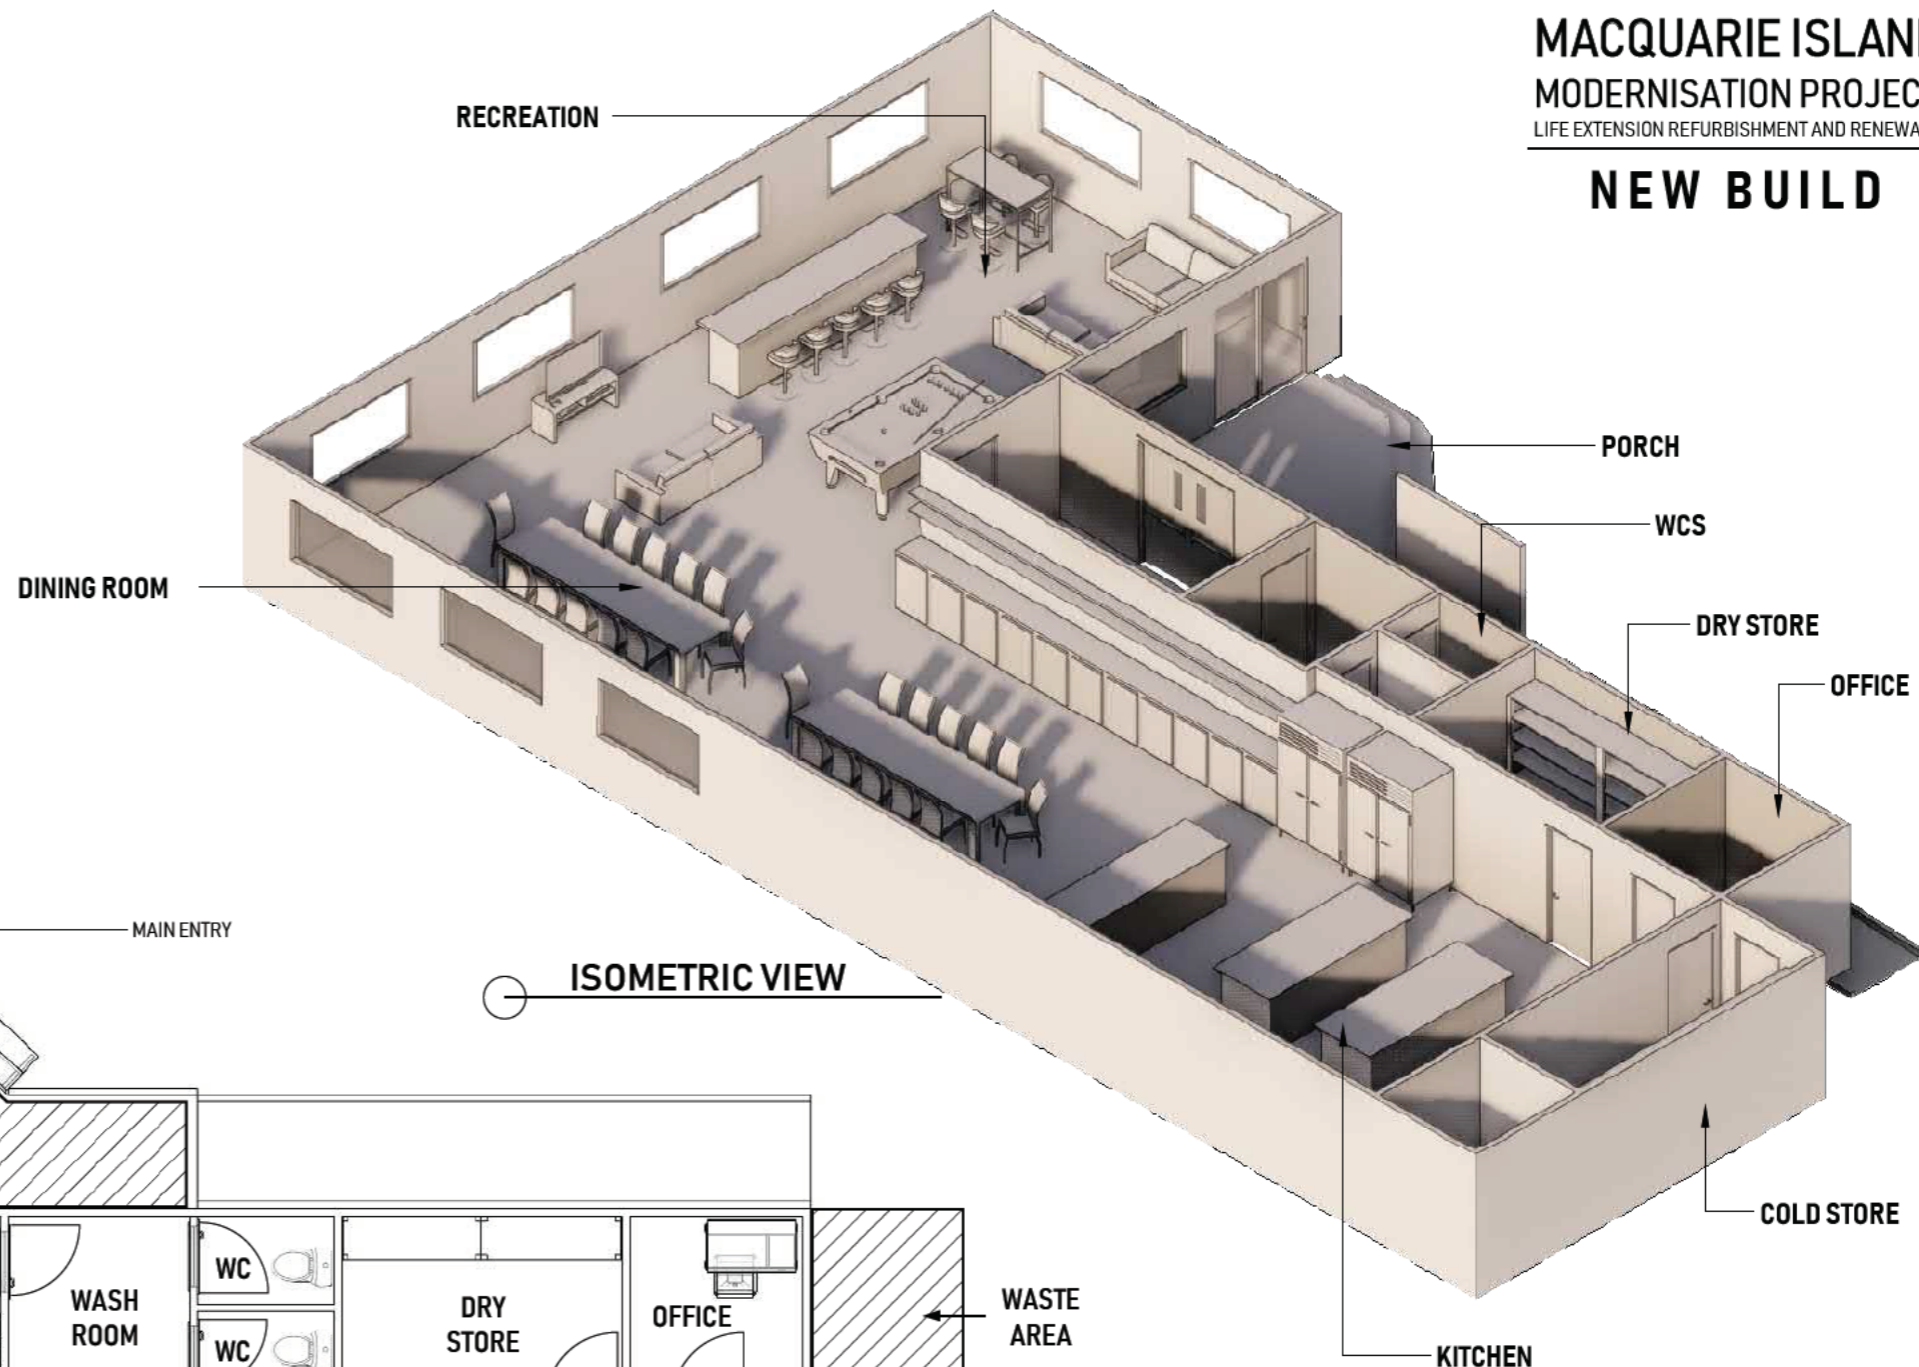 MACQUARIE ISLAN
MODERNISATION PROJEC
LIFE EXTENSION REFURBISHMENT AND RENEWA
NEW BUILD
RECREATION
PORCH
WCS
DINING ROOM
DRY STORE
OFFICE
MAIN ENTRY
ISOMETRIC VIEW
COLD STORE
KITCHEN
WASH
ROOM
WC
WC
DRY
STORE
OFFICE
WASTE
AREA